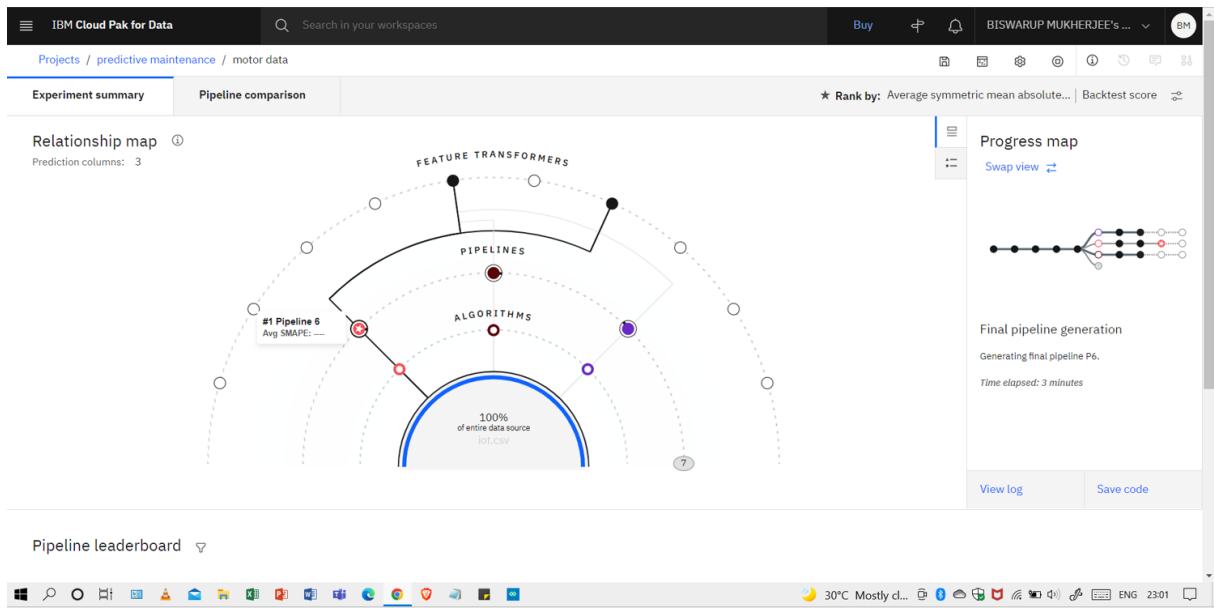 IBM Cloud Pak for Data
Search in your workspaces
Buy
BISWARUP MUKHERJEE's ...
BM
Projects / predictive maintenance / motor data
Experiment summary
Pipeline comparison
★ Rank by: Average symmetric mean absolute... | Backtest score
Relationship map
Prediction columns: 3
FEATURE TRANSFORMERS
PIPELINES
#1 Pipeline 6
Avg SMAPE: ----
ALGORITHMS
100%
of entire data source
iot.csv
7
Progress map
Swap view
Final pipeline generation
Generating final pipeline P6.
Time elapsed: 3 minutes
View log
Save code
Pipeline leaderboard
30°C Mostly cl...
ENG
23:01